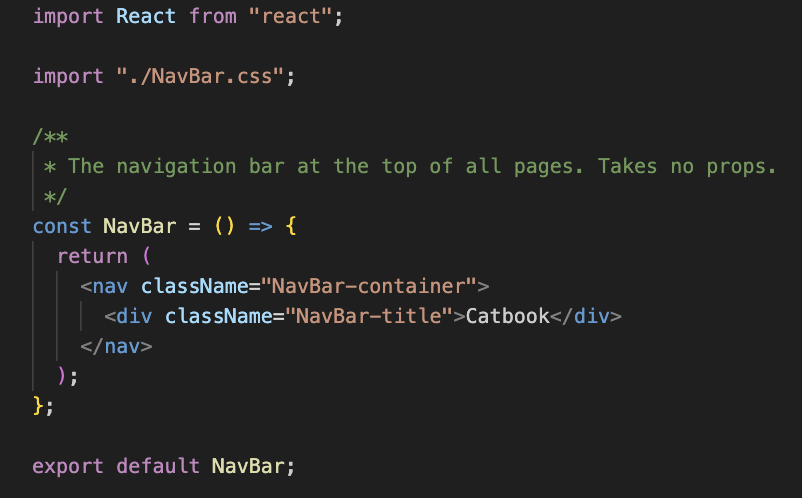 import React from "react";
import "./NavBar.css";
/**
 * The navigation bar at the top of all pages. Takes no props.
 */
const NavBar = () => {
  return (
    <nav className="NavBar-container">
      <div className="NavBar-title">Catbook</div>
    </nav>
  );
};
export default NavBar;